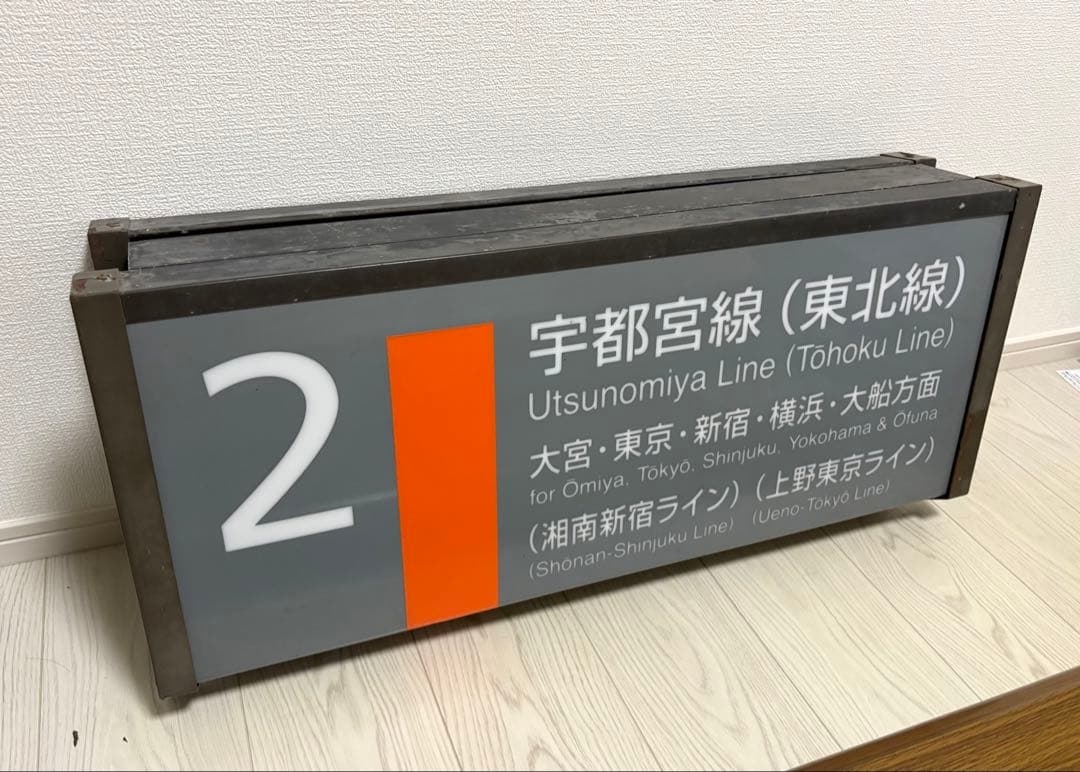 2
宇都宮線（東北線）
Utsunomiya Line (Tōhoku Line)
大宮・東京・新宿・横浜・大船方面
for Ōmiya, Tōkyō, Shinjuku, Yokohama & Ōfuna
（湘南新宿ライン）（上野東京ライン）
(Shōnan-Shinjuku Line) (Ueno-Tōkyō Line)